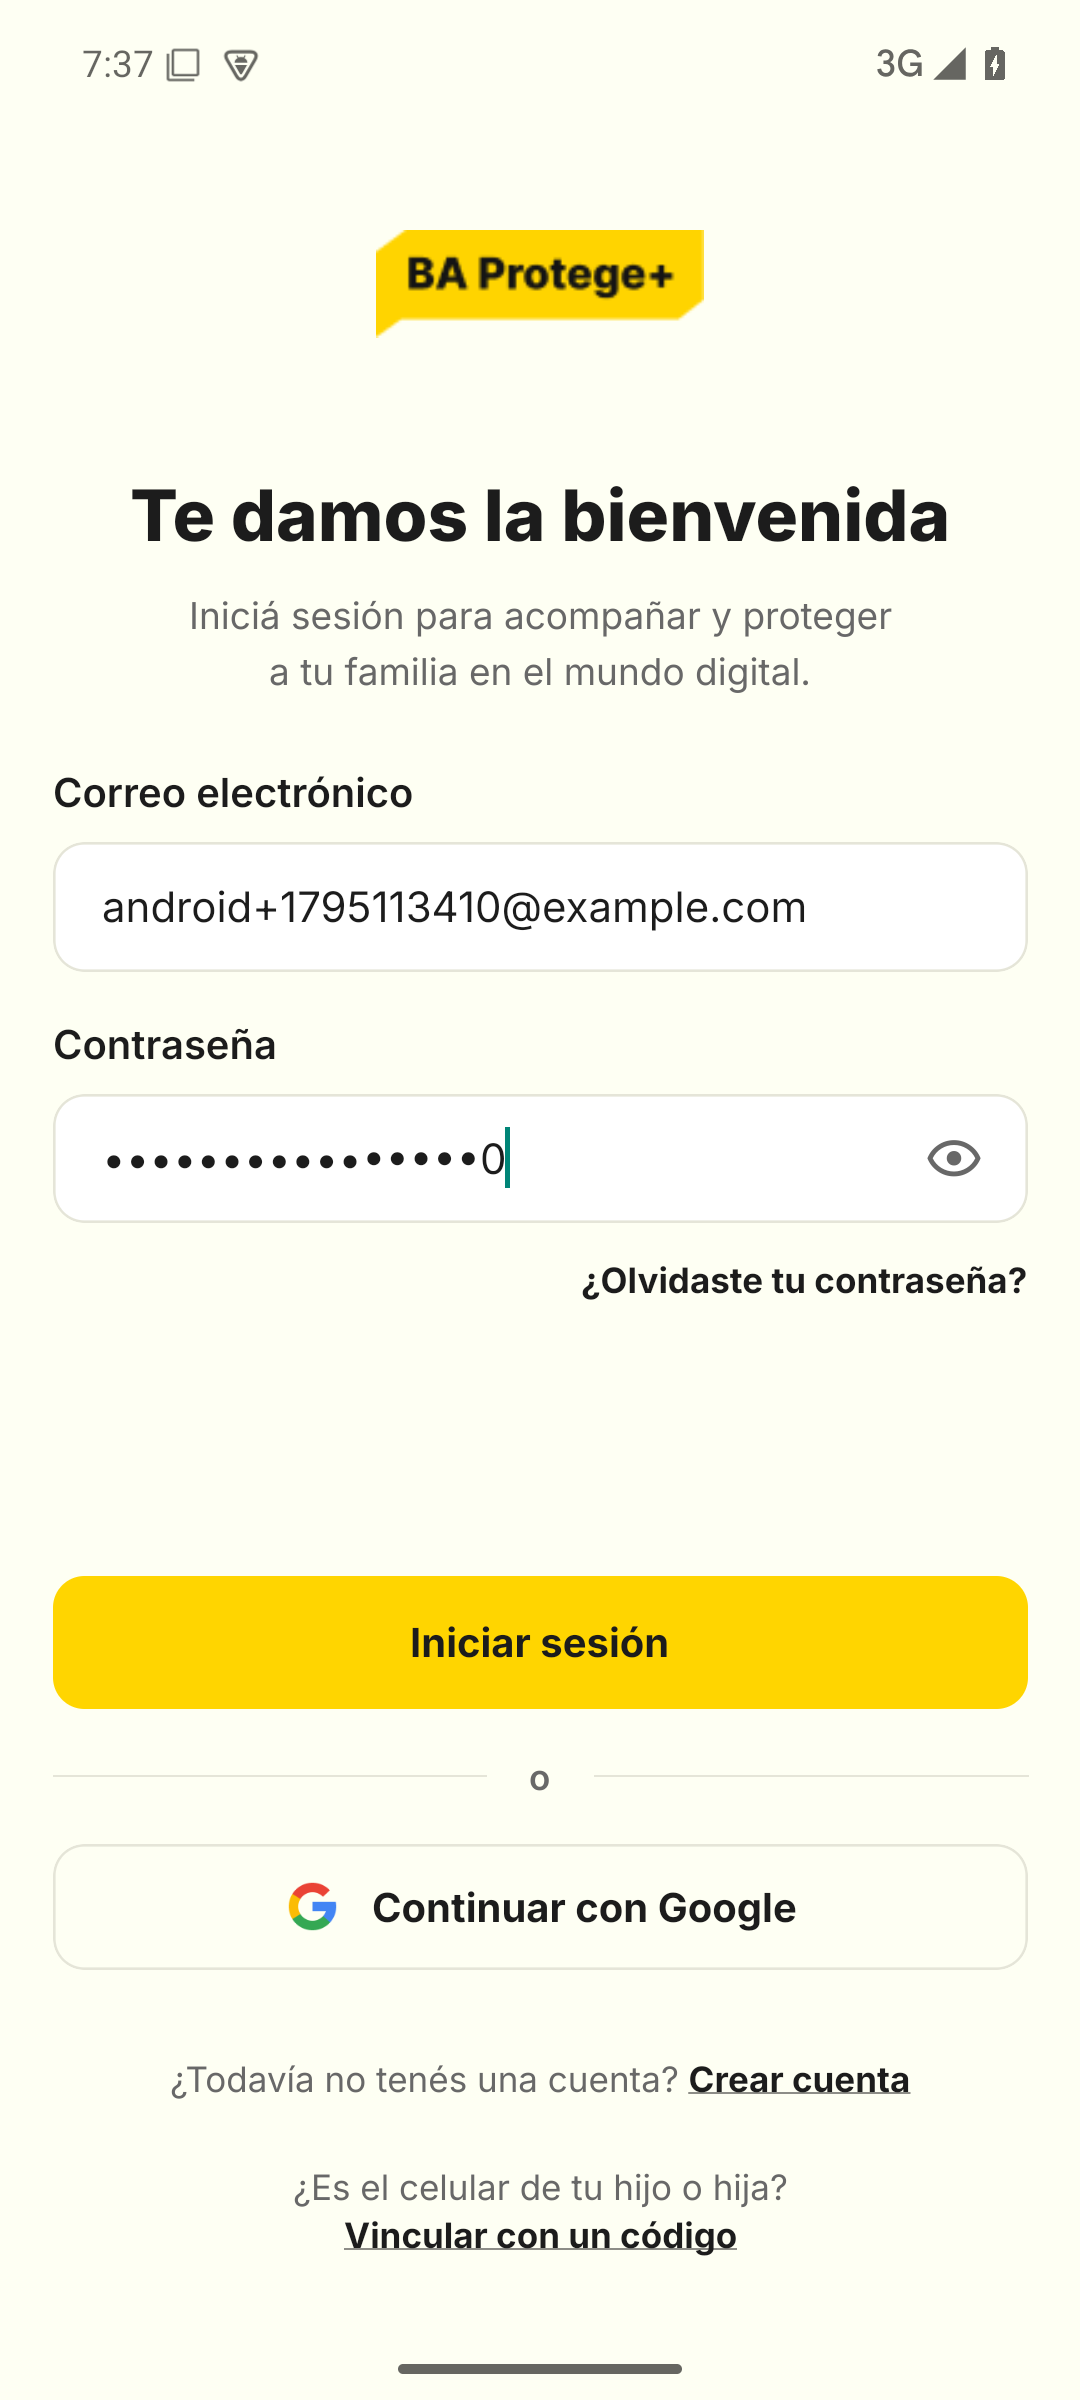 7:37
3G
BA Protege+
Te damos la bienvenida
Iniciá sesión para acompañar y proteger
a tu familia en el mundo digital.
Correo electrónico
android+1795113410@example.com
Contraseña
••••••••••••••••0
¿Olvidaste tu contraseña?
Iniciar sesión
o
Continuar con Google
¿Todavía no tenés una cuenta? Crear cuenta
¿Es el celular de tu hijo o hija?
Vincular con un código